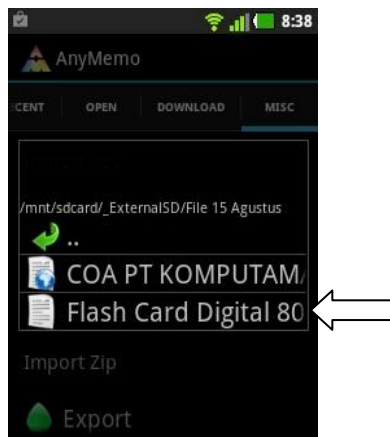 8:38
AnyMemo
CENT OPEN DOWNLOAD MISC
/mnt/sdcard/_ExternalSD/File 15 Agustus
..
COA PT KOMPUTAM
Flash Card Digital 80
Import Zip
Export